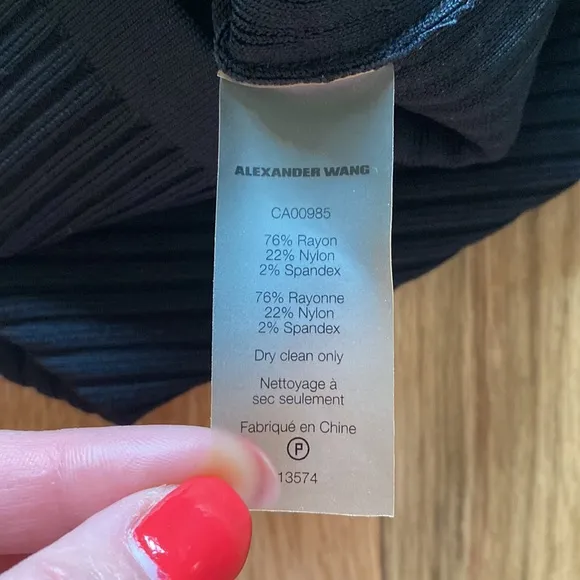 ALEXANDER WANG
CA00985
76% Rayon
22% Nylon
2% Spandex
76% Rayonne
22% Nylon
2% Spandex
Dry clean only
Nettoyage à
sec seulement
Fabriqué en Chine
P
13574